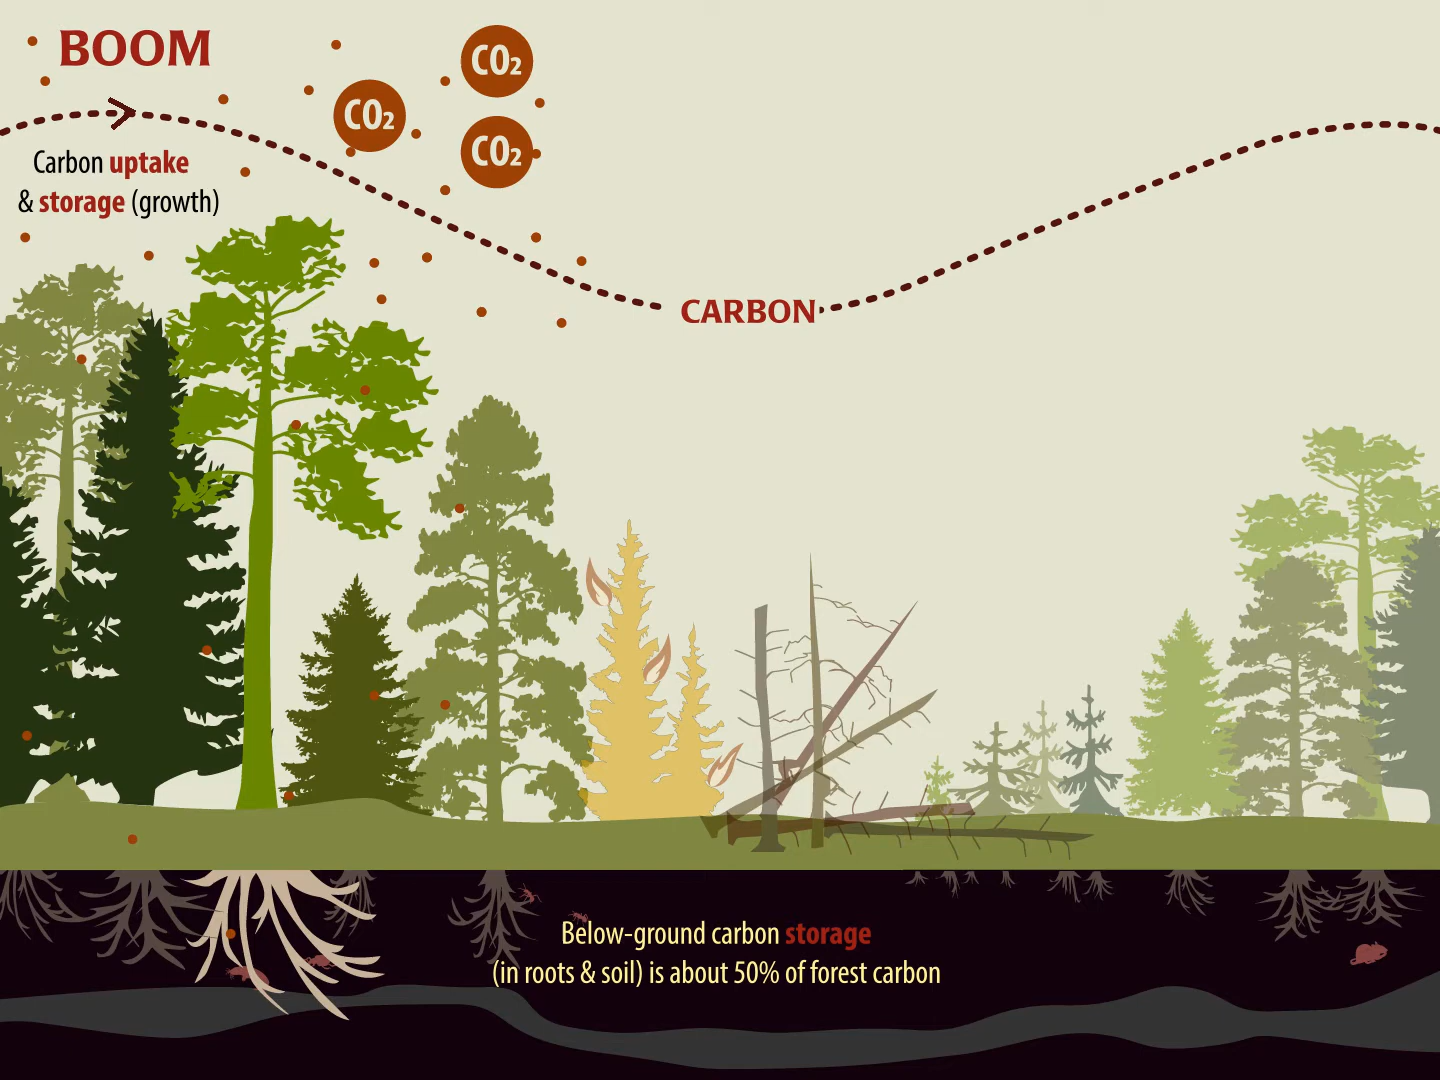 BOOM
CO₂
CO₂
CO₂
Carbon uptake
& storage (growth)
CARBON
Below-ground carbon storage
(in roots & soil) is about 50% of forest carbon